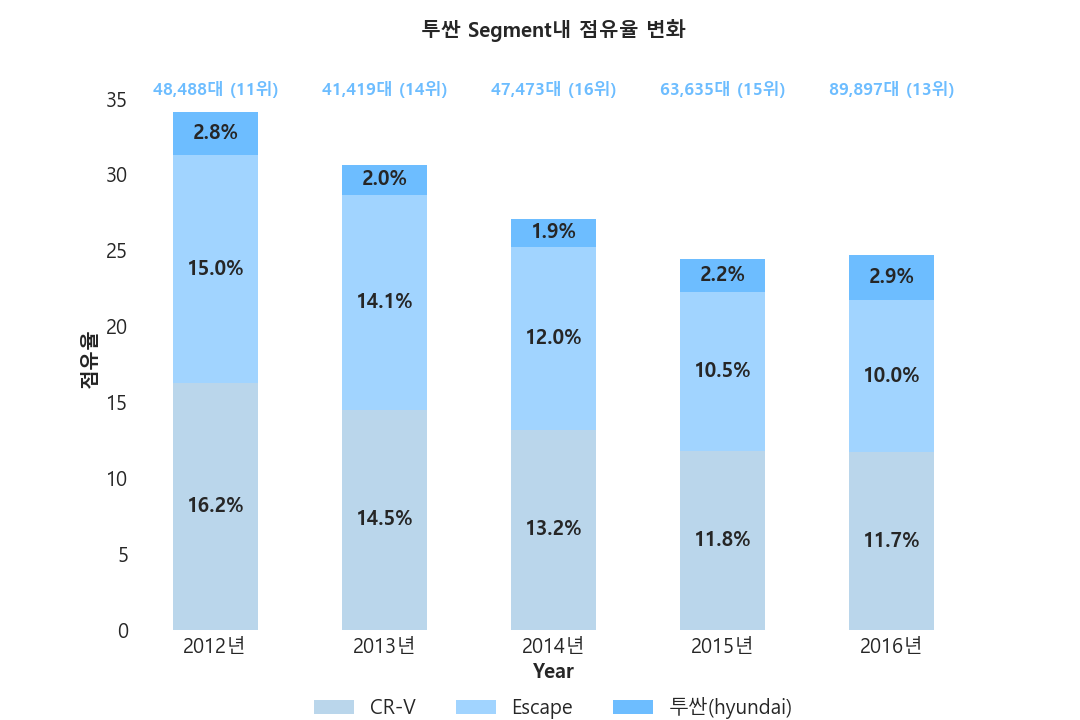 투싼 Segment내 점유율 변화
48,488대 (11위) 41,419대 (14위) 47,473대 (16위) 63,635대 (15위) 89,897대 (13위)
35
30
25
20
15
10
5
0
점유율
2.8% 2.0% 1.9% 2.2% 2.9%
15.0% 14.1% 12.0% 10.5% 10.0%
16.2% 14.5% 13.2% 11.8% 11.7%
2012년 2013년 2014년 2015년 2016년
Year
CR-V Escape 투싼(hyundai)